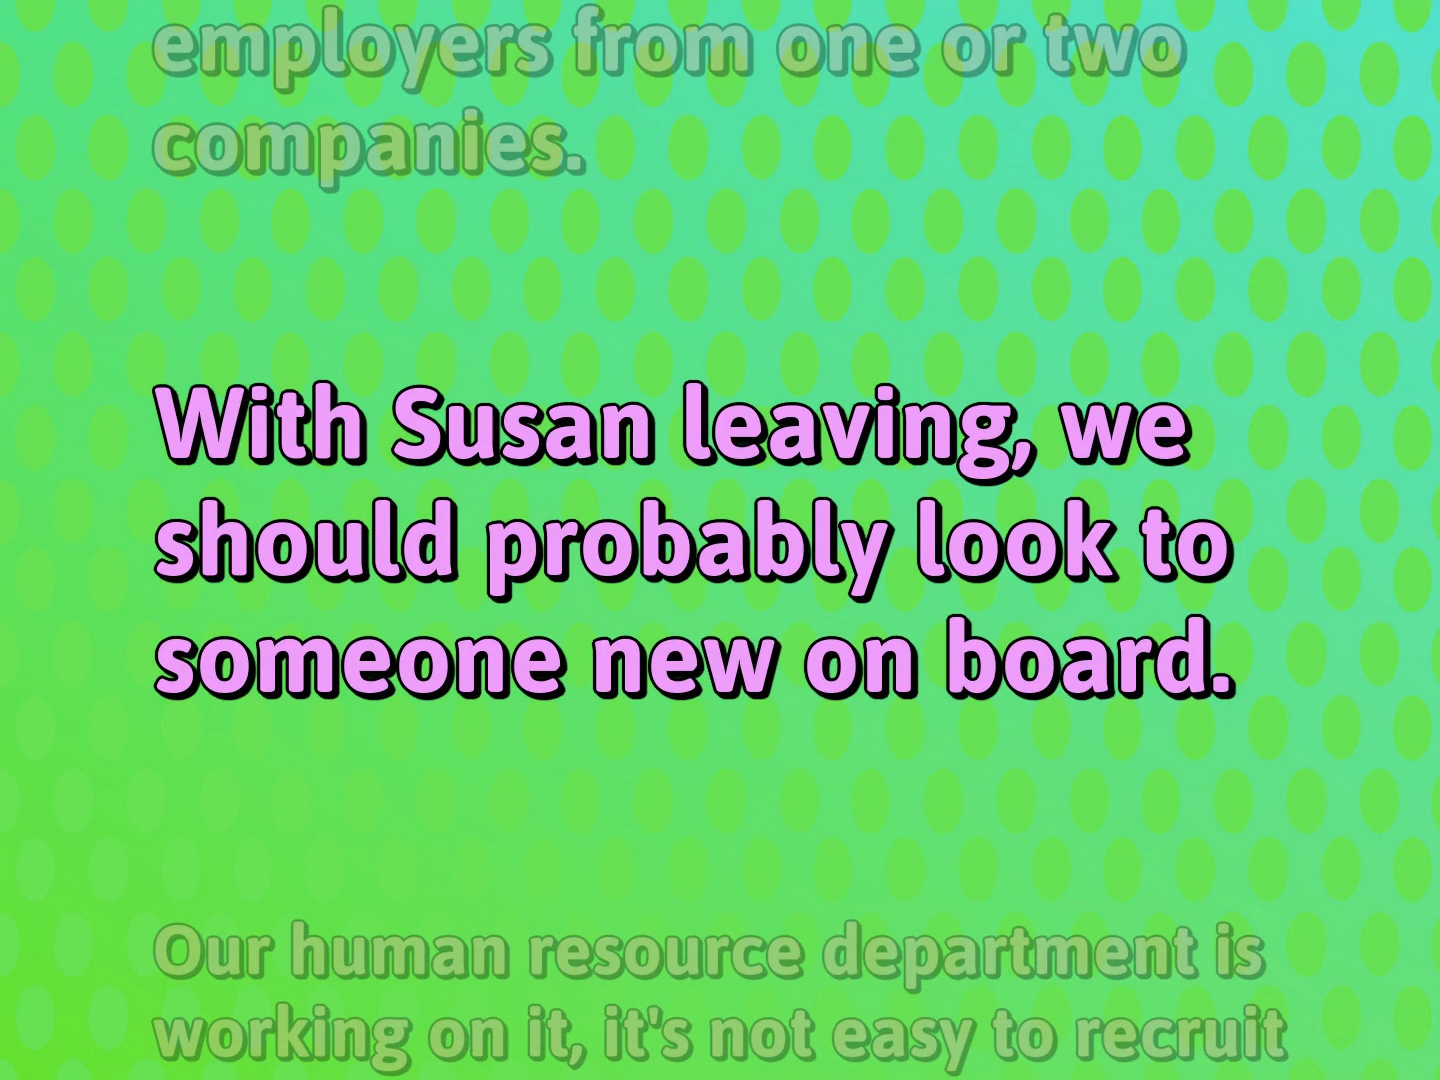 employers from one or two
companies.
With Susan leaving, we
should probably look to
someone new on board.
Our human resource department is
working on it, it's not easy to recruit